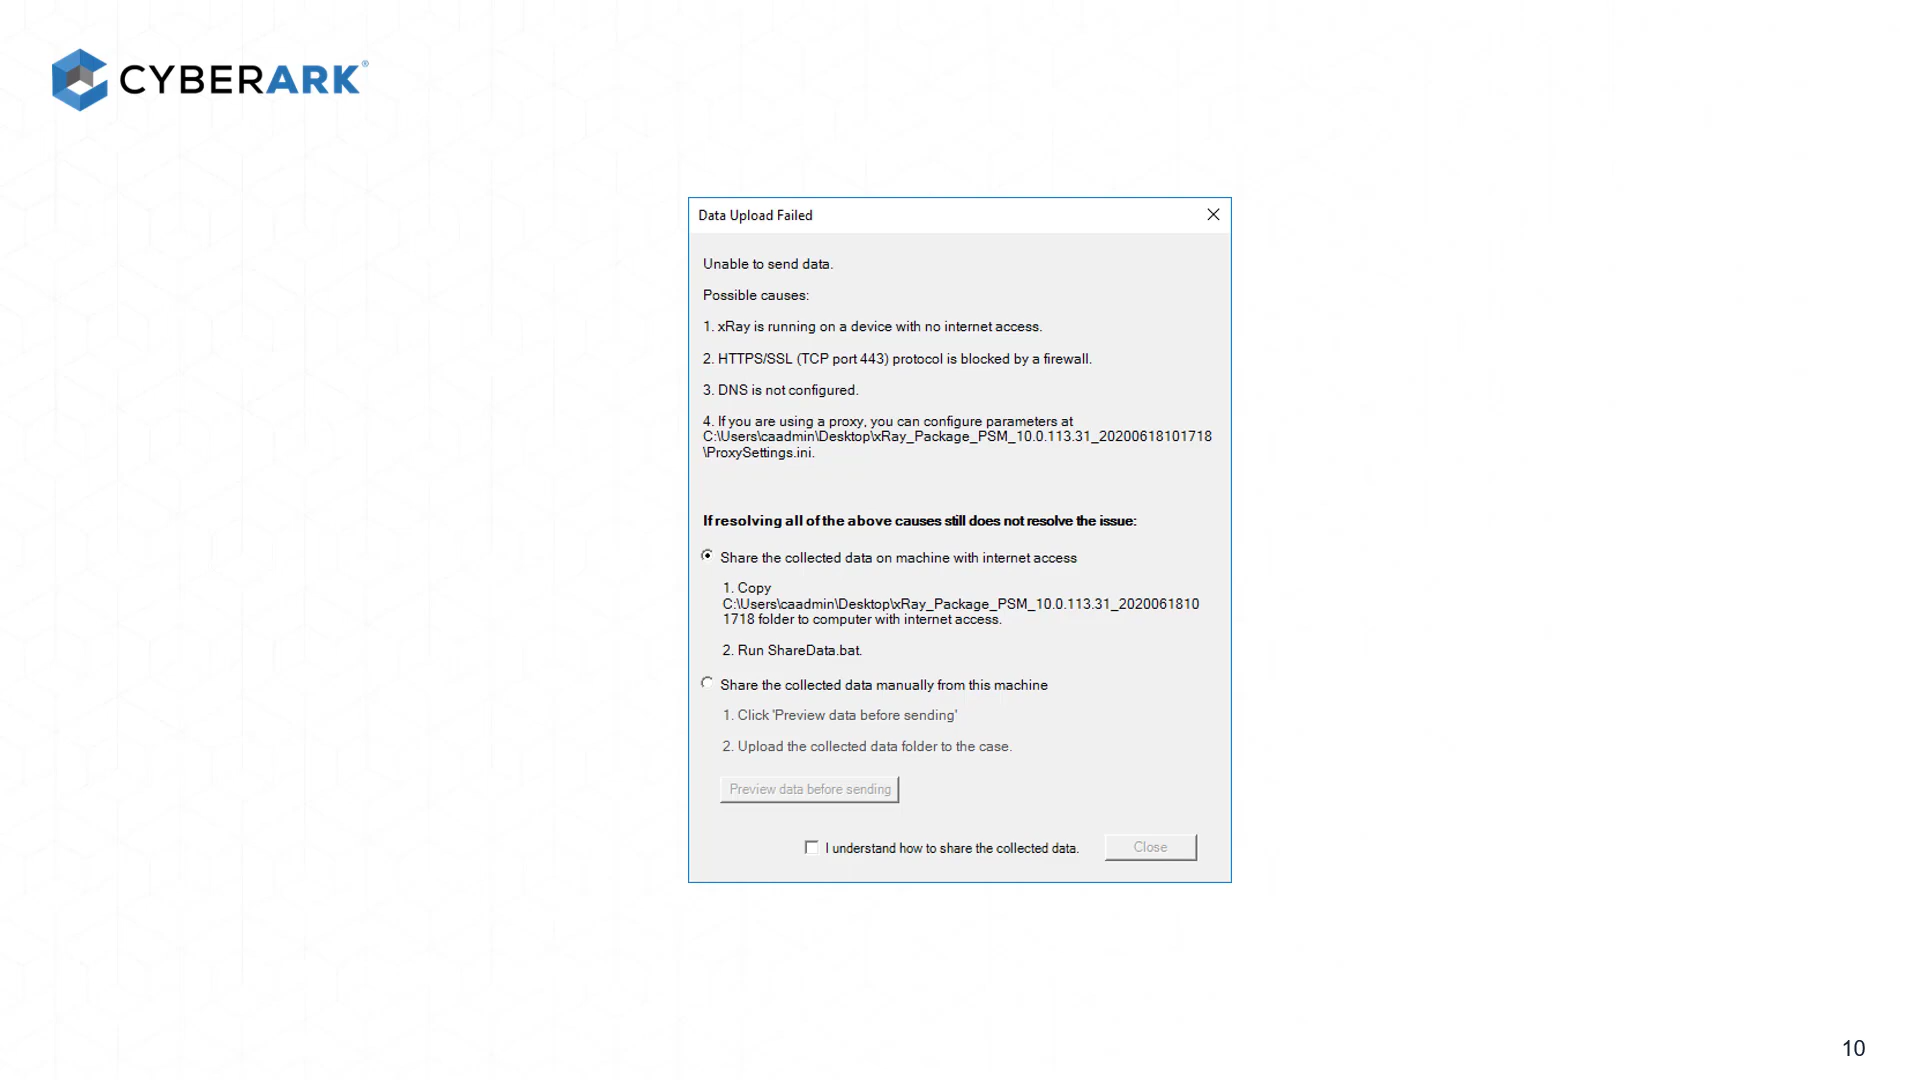 CYBERARK®
Data Upload Failed
Unable to send data.
Possible causes:
1. xRay is running on a device with no internet access.
2. HTTPS/SSL (TCP port 443) protocol is blocked by a firewall.
3. DNS is not configured.
4. If you are using a proxy, you can configure parameters at
C:\Users\caadmin\Desktop\xRay_Package_PSM_10.0.113.31_20200618101718
\ProxySettings.ini.
If resolving all of the above causes still does not resolve the issue:
Share the collected data on machine with internet access
1. Copy
C:\Users\caadmin\Desktop\xRay_Package_PSM_10.0.113.31_2020061810
1718 folder to computer with internet access.
2. Run ShareData.bat.
Share the collected data manually from this machine
1. Click 'Preview data before sending'
2. Upload the collected data folder to the case.
Preview data before sending
I understand how to share the collected data.
Close
10